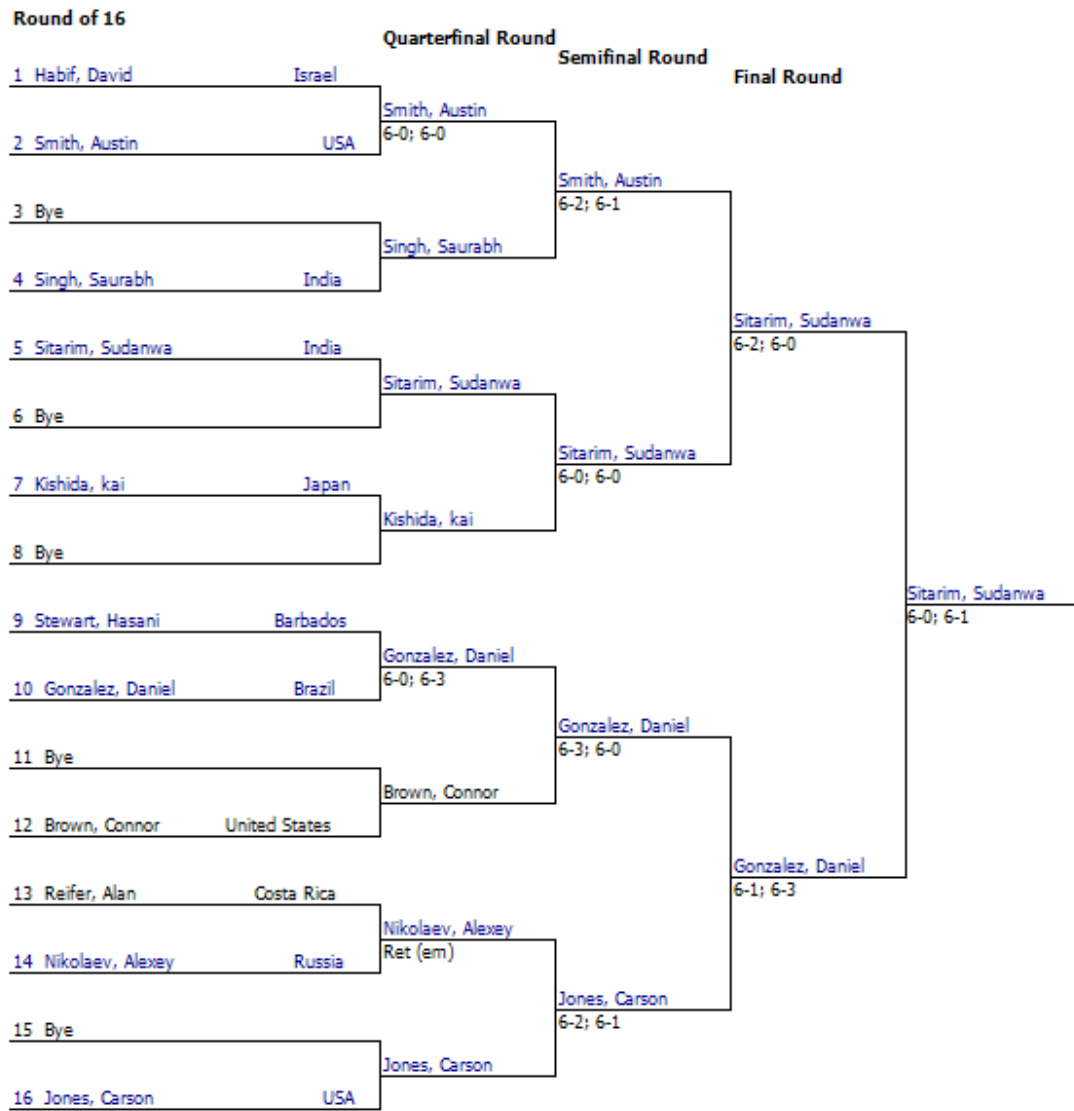 Round of 16
Quarterfinal Round
Semifinal Round
Final Round
1 Habif, David Israel
Smith, Austin
6-0; 6-0
2 Smith, Austin USA
Smith, Austin
6-2; 6-1
3 Bye
Singh, Saurabh
4 Singh, Saurabh India
Sitarim, Sudanwa
6-2; 6-0
5 Sitarim, Sudanwa India
Sitarim, Sudanwa
6 Bye
Sitarim, Sudanwa
6-0; 6-0
7 Kishida, kai Japan
Kishida, kai
8 Bye
Sitarim, Sudanwa
6-0; 6-1
9 Stewart, Hasani Barbados
Gonzalez, Daniel
6-0; 6-3
10 Gonzalez, Daniel Brazil
Gonzalez, Daniel
6-3; 6-0
11 Bye
Brown, Connor
12 Brown, Connor United States
Gonzalez, Daniel
6-1; 6-3
13 Reifer, Alan Costa Rica
Nikolaev, Alexey
Ret (em)
14 Nikolaev, Alexey Russia
Jones, Carson
6-2; 6-1
15 Bye
Jones, Carson
16 Jones, Carson USA